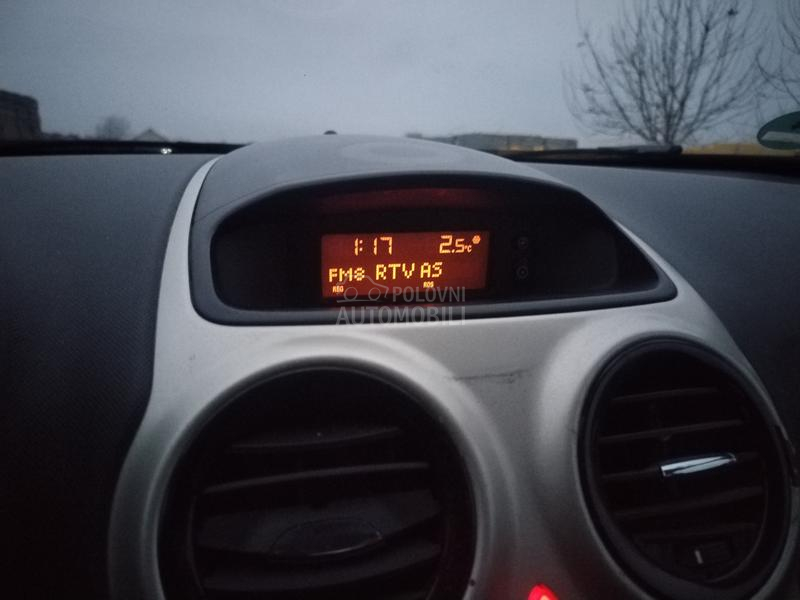 1:17 2.5°C
FM8 RTV AS
REG RDS
POLOVNI
AUTOMOBILI